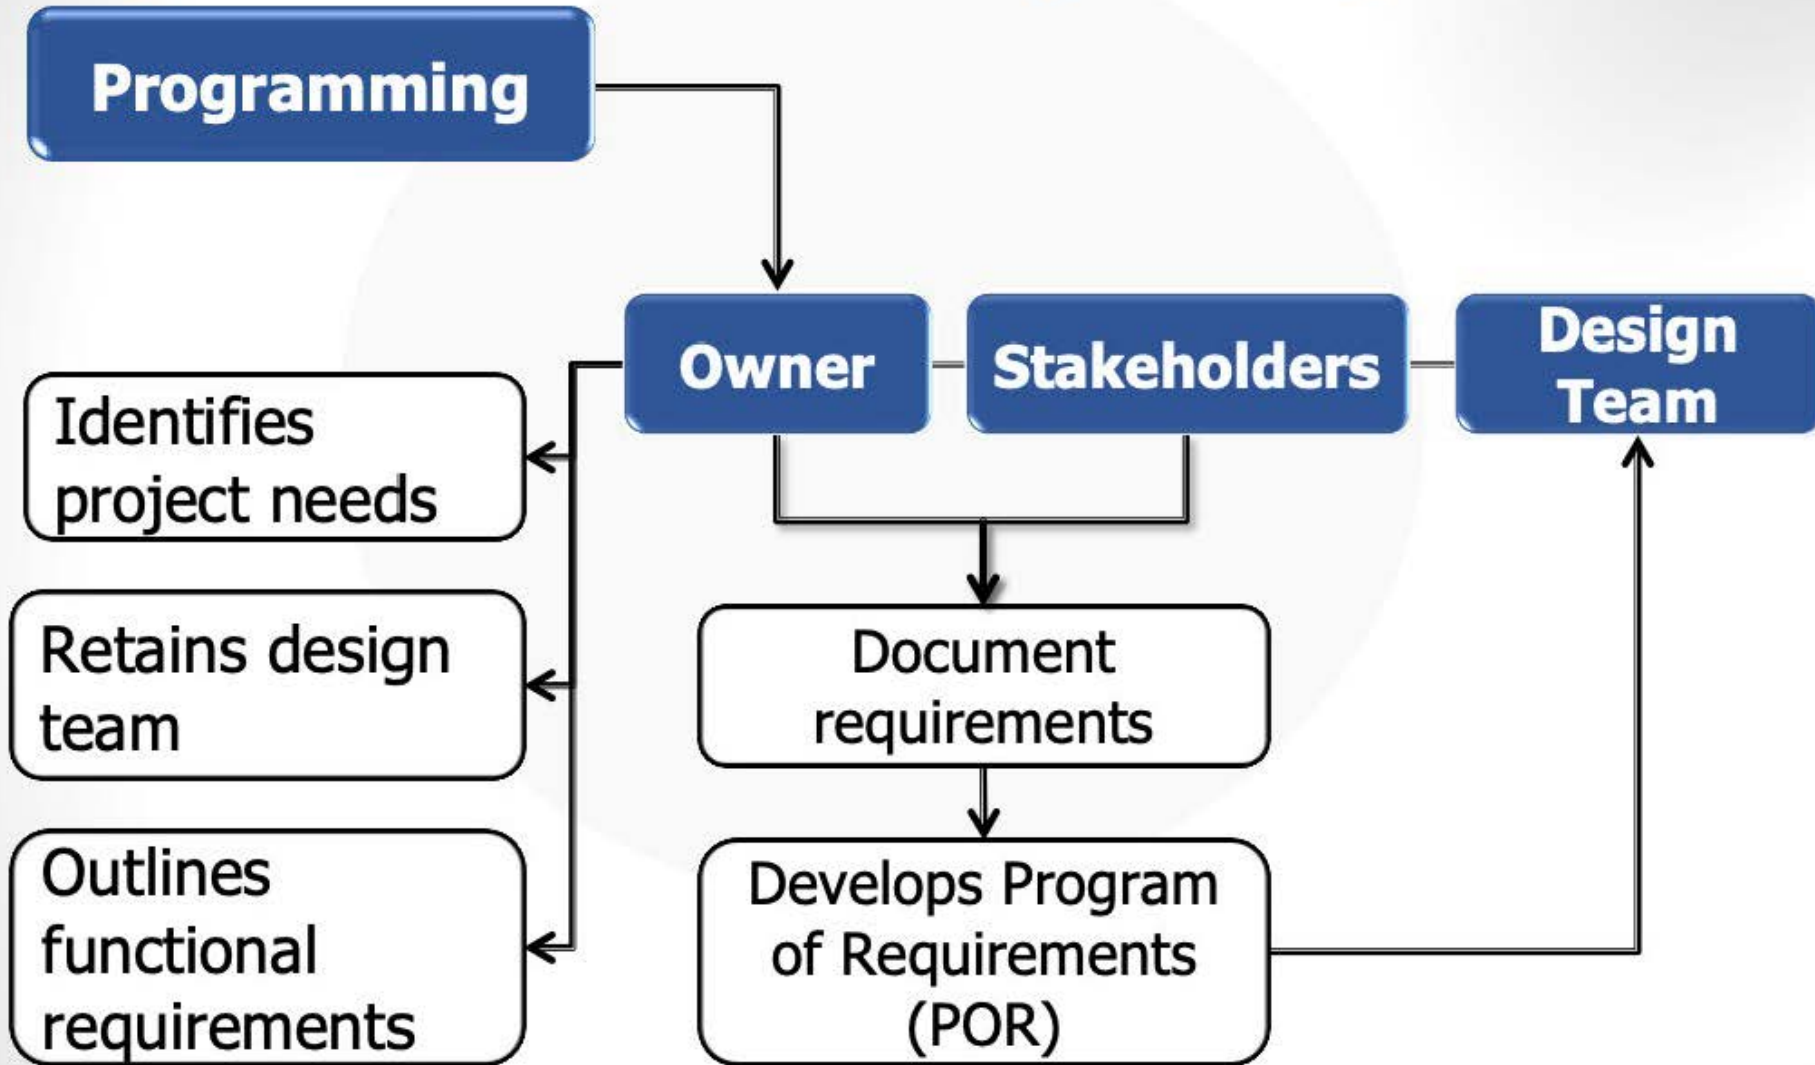 Programming
Owner
Stakeholders
Design
Team
Identifies
project needs
Retains design
team
Outlines
functional
requirements
Document
requirements
Develops Program
of Requirements
(POR)